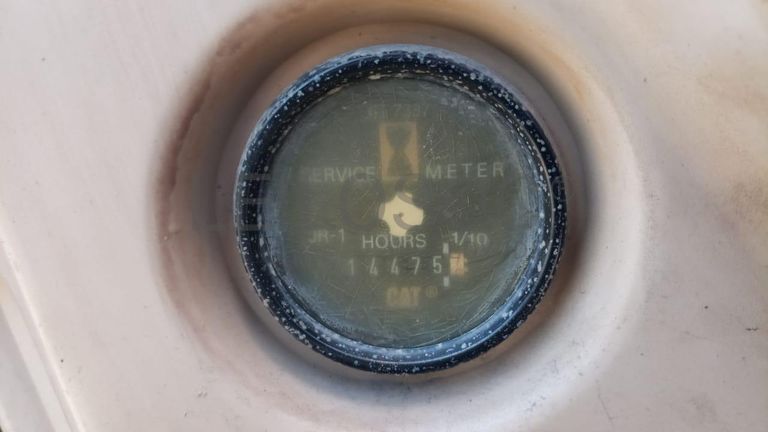 SERVICE METER
JR-1 HOURS 1/10
14475
CAT®